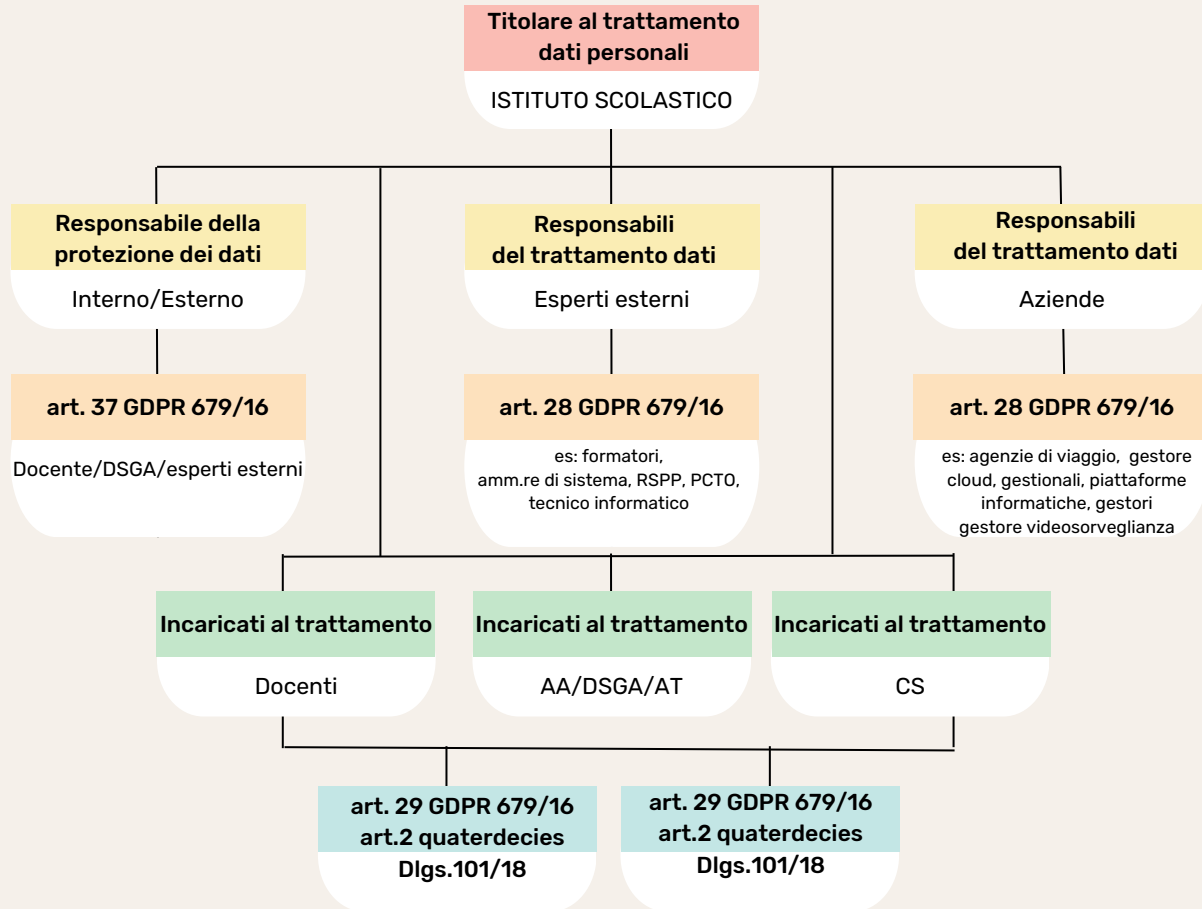 Titolare al trattamento
dati personali
ISTITUTO SCOLASTICO
Responsabile della
protezione dei dati
Interno/Esterno
Responsabili
del trattamento dati
Esperti esterni
Responsabili
del trattamento dati
Aziende
art. 37 GDPR 679/16
Docente/DSGA/esperti esterni
art. 28 GDPR 679/16
es: formatori,
amm.re di sistema, RSPP, PCTO,
tecnico informatico
art. 28 GDPR 679/16
es: agenzie di viaggio, gestore
cloud, gestionali, piattaforme
informatiche, gestori
gestore videosorveglianza
Incaricati al trattamento
Docenti
Incaricati al trattamento
AA/DSGA/AT
Incaricati al trattamento
CS
art. 29 GDPR 679/16
art.2 quaterdecies
Dlgs.101/18
art. 29 GDPR 679/16
art.2 quaterdecies
Dlgs.101/18